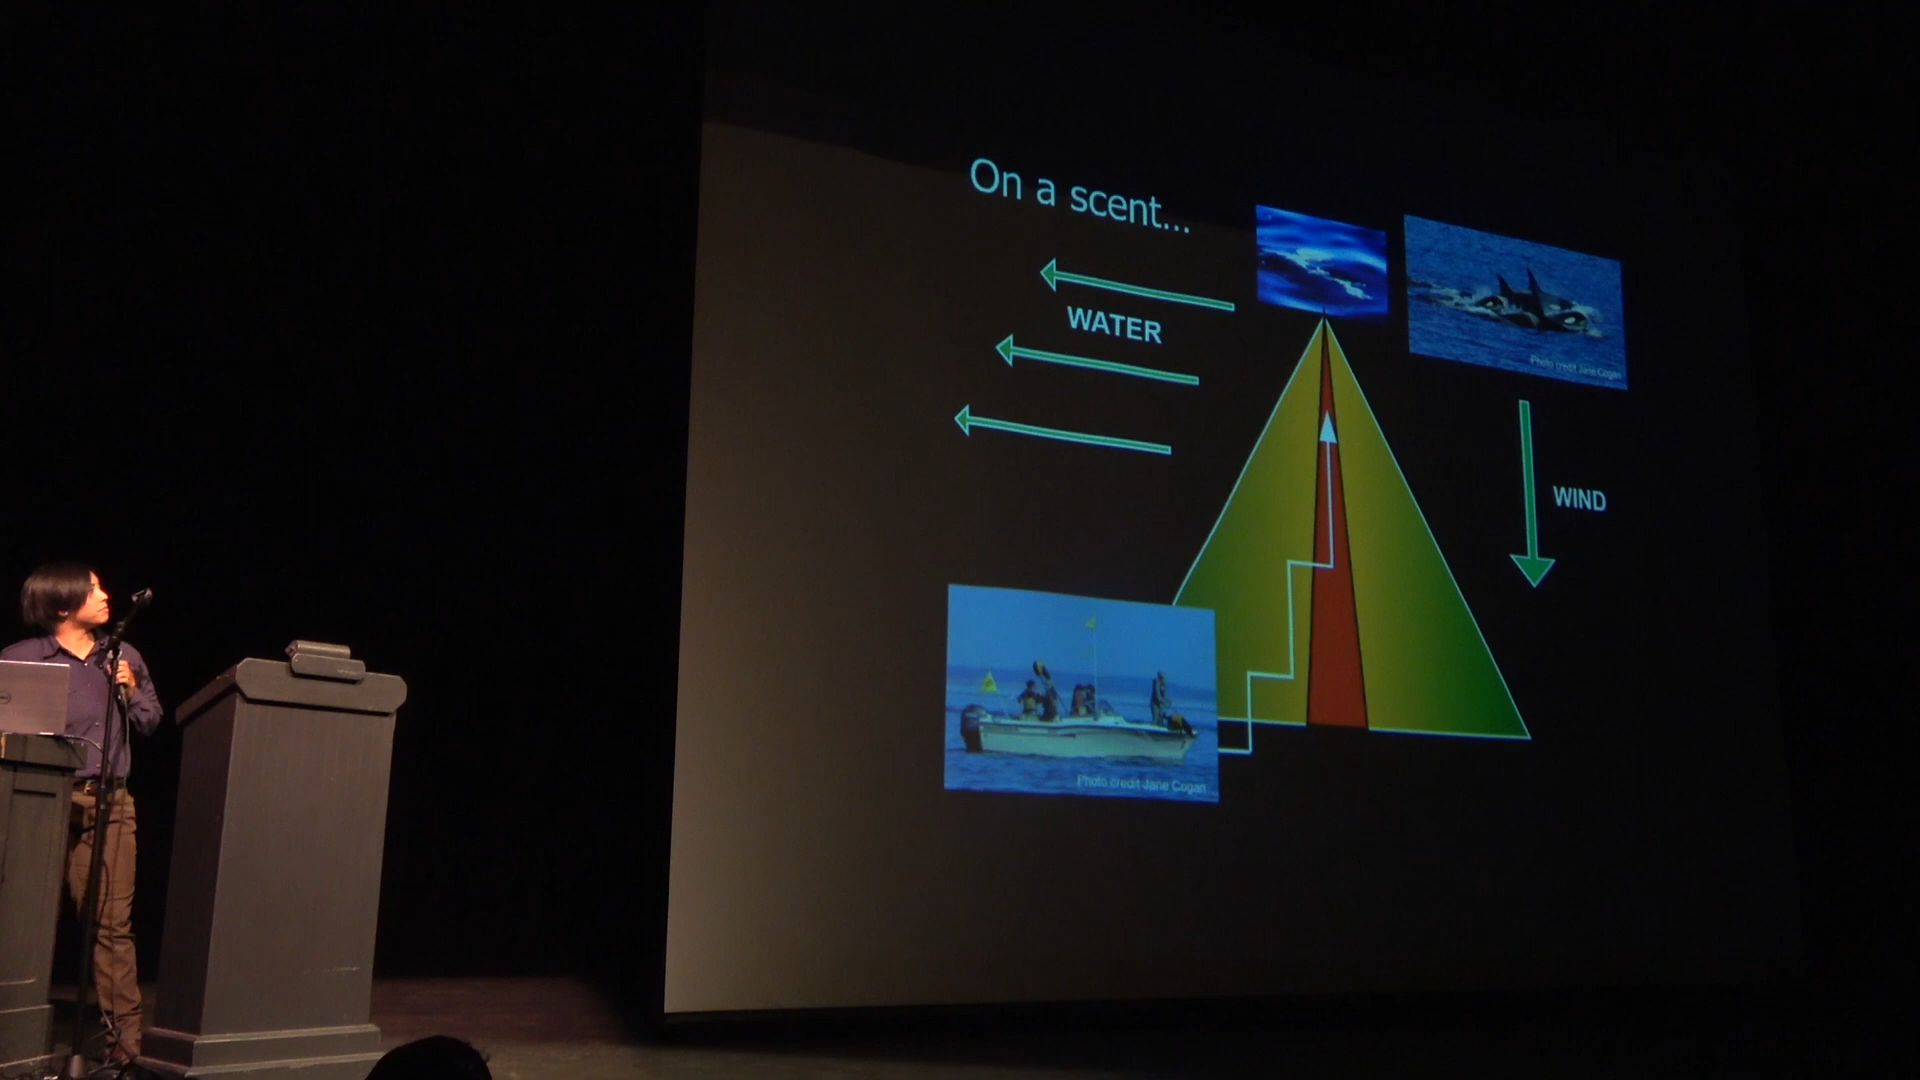 On a scent...
WATER
Photo credit Jane Cogan
WIND
Photo credit Jane Cogan